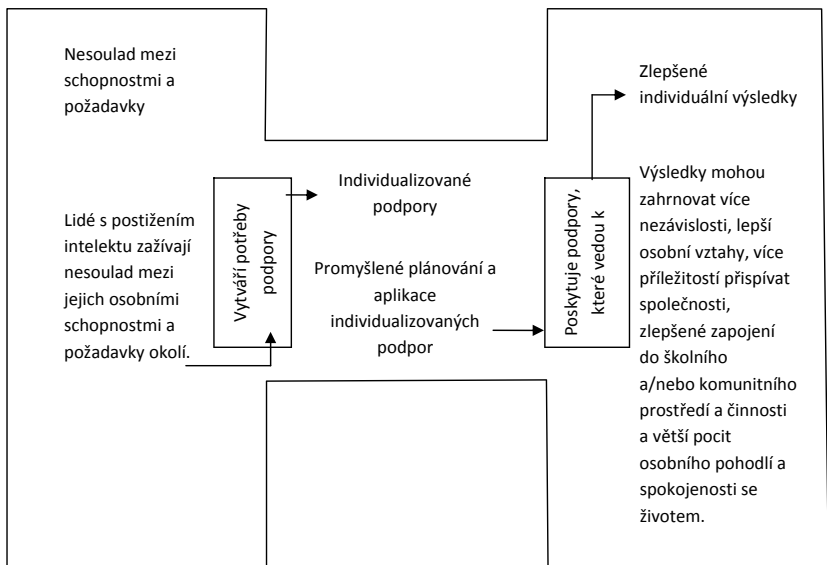 Nesoulad mezi
schopnostmi a
požadavky
Lidé s postižením
intelektu zažívají
nesoulad mezi
jejich osobními
schopnostmi a
požadavky okolí.
Vytváří potřeby
podpory
Individualizované
podpory
Promyšlené plánování a
aplikace
individualizovaných
podpor
Poskytuje podpory,
které vedou k
Zlepšené
individuální výsledky
Výsledky mohou
zahrnovat více
nezávislosti, lepší
osobní vztahy, více
příležitostí přispívat
společnosti,
zlepšené zapojení
do školního
a/nebo komunitního
prostředí a činnosti
a větší pocit
osobního pohodlí a
spokojenosti se
životem.